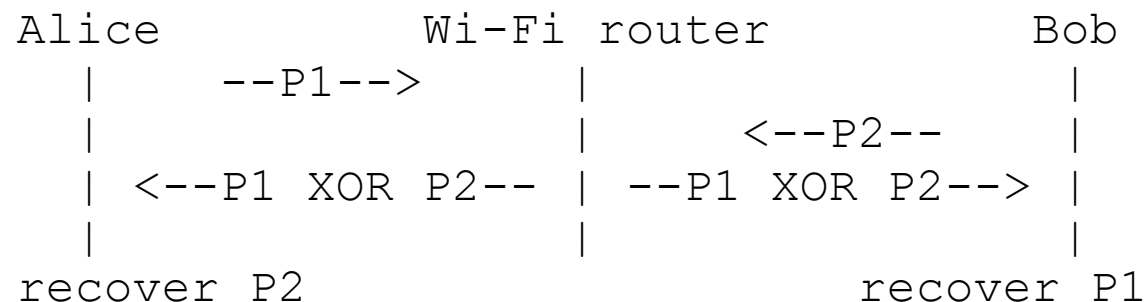 Alice Wi-Fi router Bob
| --P1--> | |
| | <--P2-- |
| <--P1 XOR P2-- | --P1 XOR P2--> |
| | |
recover P2 recover P1